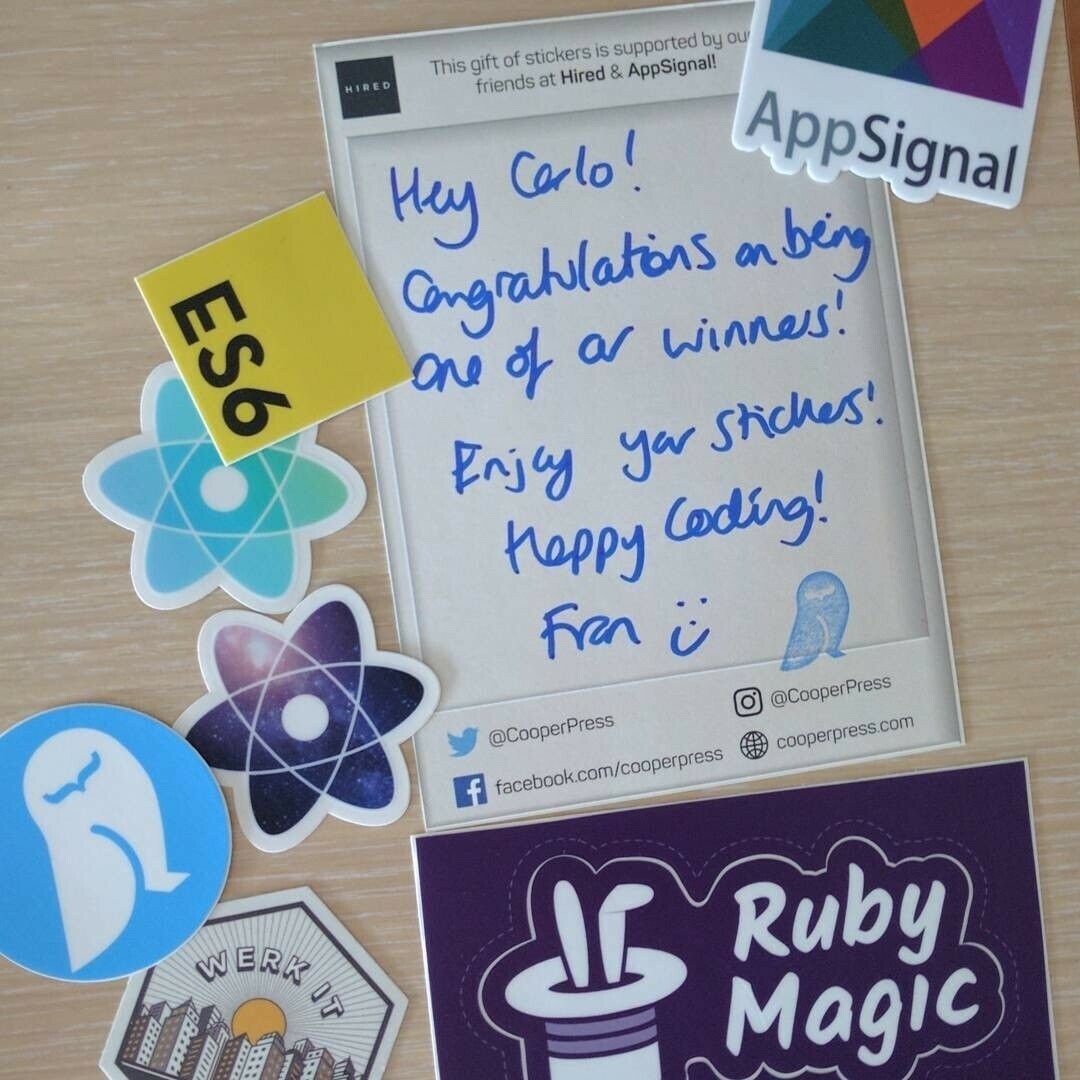 HIRED
This gift of stickers is supported by our
friends at Hired & AppSignal!
AppSignal
Hey Carlo!
Congratulations on being
one of our winners!
Enjoy your stickers!
Happy Coding!
Fran :)
ES6
@CooperPress
@CooperPress
facebook.com/cooperpress
cooperpress.com
WERK IT
Ruby
Magic